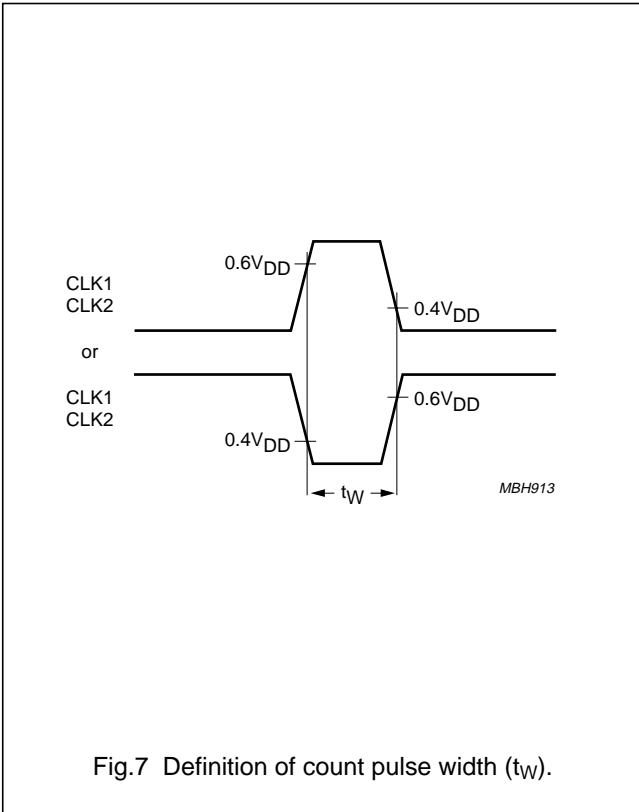 0.6VDD
CLK1
CLK2
0.4VDD
or
CLK1
CLK2
0.6VDD
0.4VDD
tW
MBH913
Fig.7 Definition of count pulse width (tW).